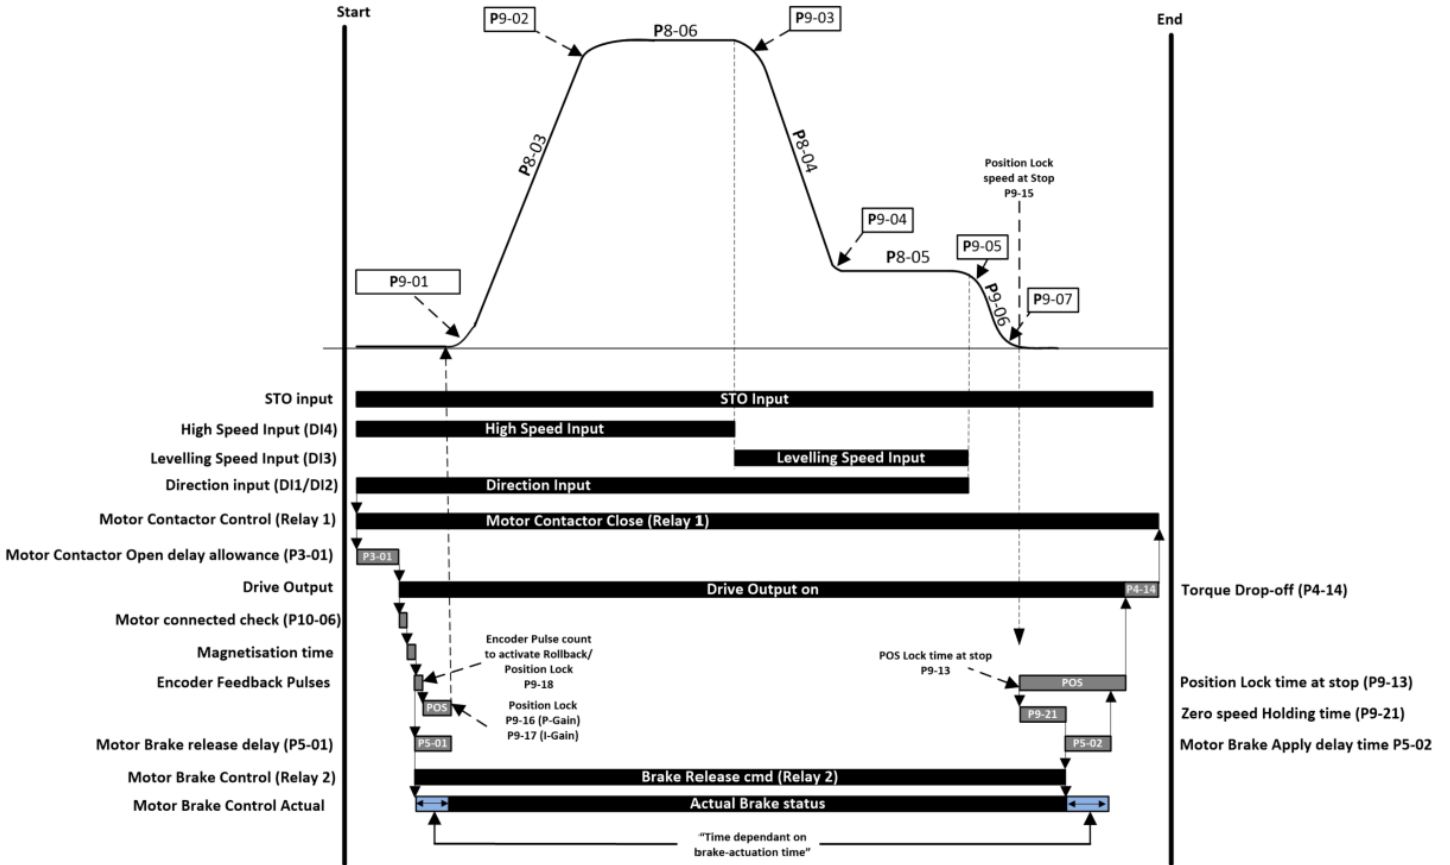 Start
End
P9-02
P8-06
P9-03
P8-03
P8-04
Position Lock
speed at Stop
P9-15
P9-04
P8-05
P9-05
P9-01
P9-06
P9-07
STO input
STO Input
High Speed Input (DI4)
High Speed Input
Levelling Speed Input (DI3)
Levelling Speed Input
Direction input (DI1/DI2)
Direction Input
Motor Contactor Control (Relay 1)
Motor Contactor Close (Relay 1)
Motor Contactor Open delay allowance (P3-01)
P3-01
Drive Output
Drive Output on
P4-14
Torque Drop-off (P4-14)
Motor connected check (P10-06)
Magnetisation time
Encoder Pulse count
to activate Rollback/
Position Lock
P9-18
POS Lock time at stop
P9-13
Encoder Feedback Pulses
POS
Position Lock time at stop (P9-13)
POS
Position Lock
P9-16 (P-Gain)
P9-17 (I-Gain)
P9-21
Zero speed Holding time (P9-21)
Motor Brake release delay (P5-01)
P5-01
P5-02
Motor Brake Apply delay time P5-02
Motor Brake Control (Relay 2)
Brake Release cmd (Relay 2)
Motor Brake Control Actual
Actual Brake status
"Time dependant on
brake-actuation time"